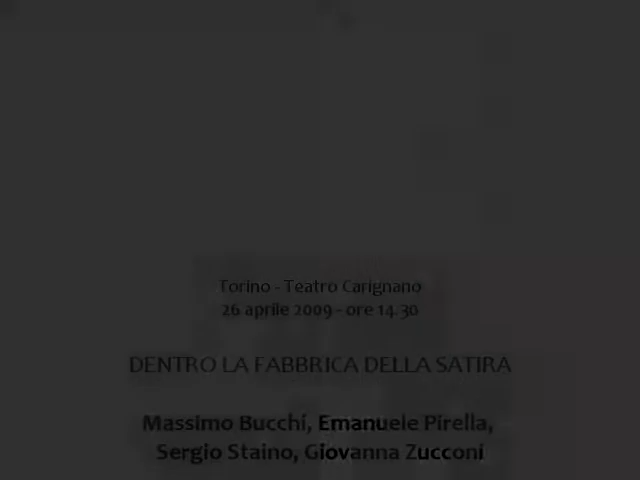 Torino - Teatro Carignano
26 aprile 2009 - ore 14.30
DENTRO LA FABBRICA DELLA SATIRA
Massimo Bucchi, Emanuele Pirella,
Sergio Staino, Giovanna Zucconi